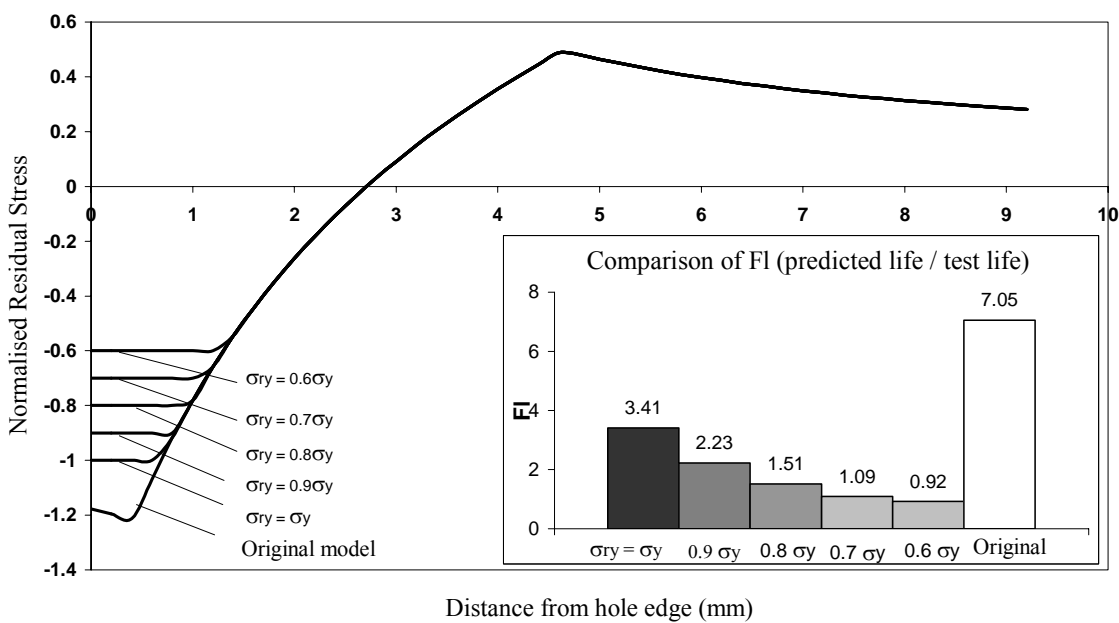 0.6
0.4
0.2
0
-0.2
-0.4
-0.6
-0.8
-1
-1.2
-1.4
Normalised Residual Stress
0 1 2 3 4 5 6 7 8 9 10
Distance from hole edge (mm)
σry = 0.6σy
σry = 0.7σy
σry = 0.8σy
σry = 0.9σy
σry = σy
Original model
Comparison of Fl (predicted life / test life)
8
6
4
2
0
Fl
3.41
2.23
1.51
1.09
0.92
7.05
σry = σy 0.9 σy 0.8 σy 0.7 σy 0.6 σy Original